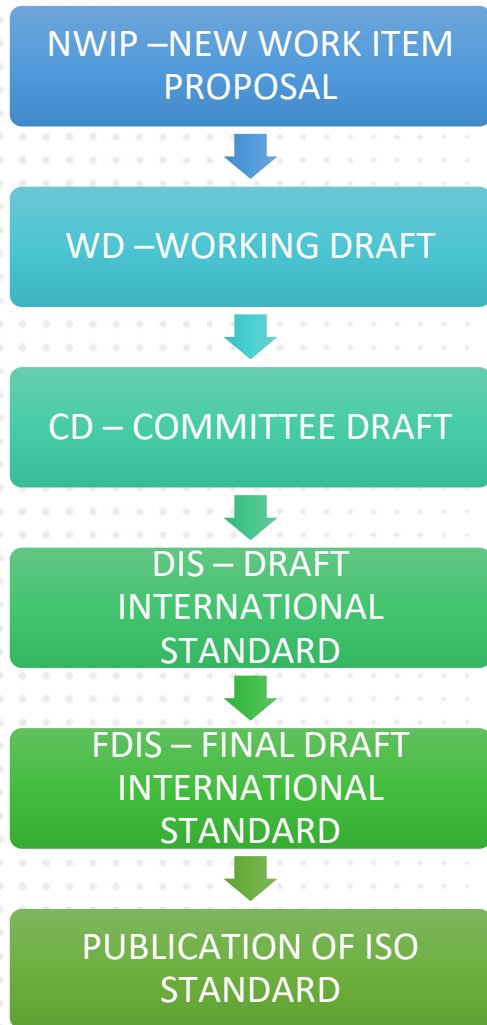 NWIP –NEW WORK ITEM
PROPOSAL
WD –WORKING DRAFT
CD – COMMITTEE DRAFT
DIS – DRAFT
INTERNATIONAL
STANDARD
FDIS – FINAL DRAFT
INTERNATIONAL
STANDARD
PUBLICATION OF ISO
STANDARD